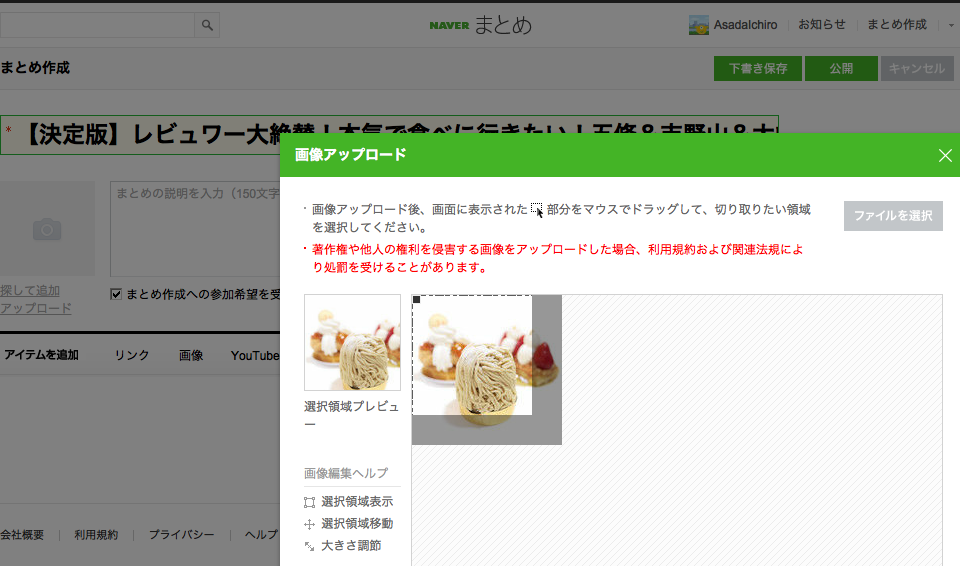 NAVER まとめ
AsadaIchiro
お知らせ
まとめ作成
まとめ作成
下書き保存
公開
キャンセル
* 【決定版】レビュワー大絶賛！本気で食べに行きたい！五條＆吉野山＆
画像アップロード
まとめの説明を入力（150文字
・画像アップロード後、画面に表示された 部分をマウスでドラッグして、切り取りたい領域
を選択してください。
ファイルを選択
・著作権や他人の権利を侵害する画像をアップロードした場合、利用規約および関連法規によ
り処罰を受けることがあります。
探して追加
アップロード
まとめ作成への参加希望を受
アイテムを追加
リンク
画像
YouTube
選択領域プレビュ
ー
画像編集ヘルプ
選択領域表示
選択領域移動
大きさ調節
会社概要
利用規約
プライバシー
ヘルプ